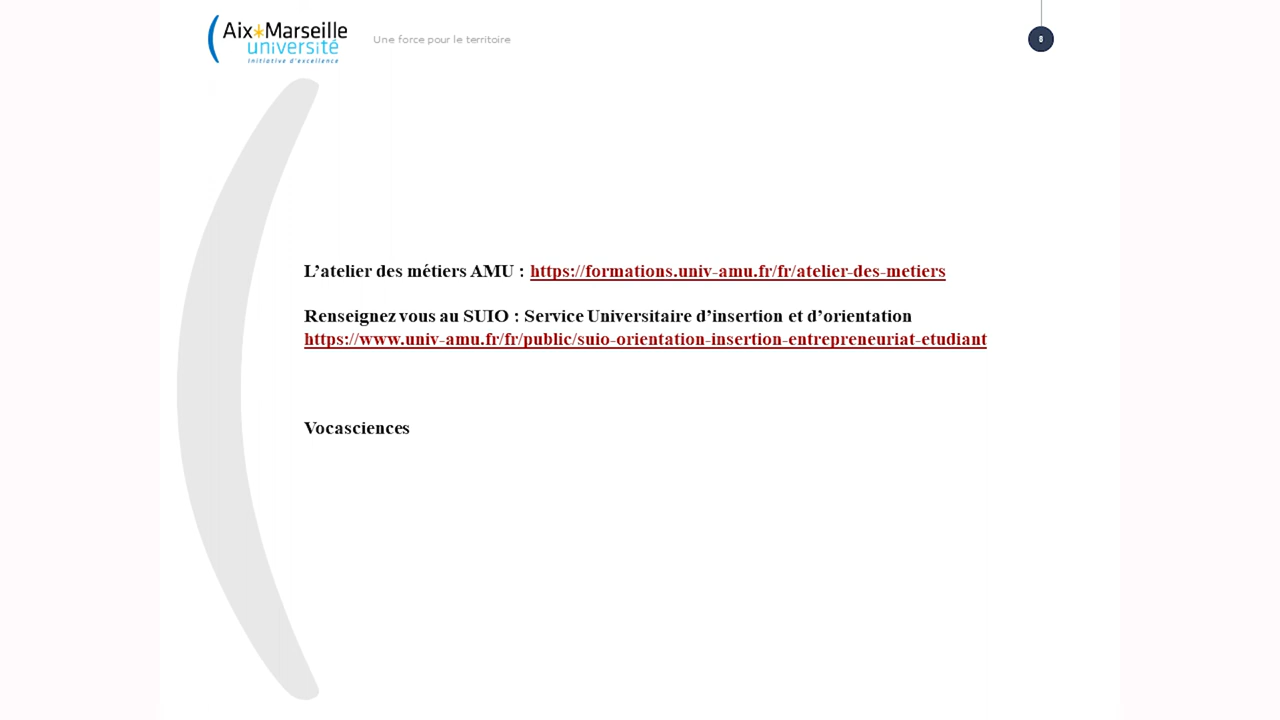 Aix*Marseille
université
Initiative d'excellence
Une force pour le territoire
8
L’atelier des métiers AMU : https://formations.univ-amu.fr/fr/atelier-des-metiers
Renseignez vous au SUIO : Service Universitaire d’insertion et d’orientation
https://www.univ-amu.fr/fr/public/suio-orientation-insertion-entrepreneuriat-etudiant
Vocasciences